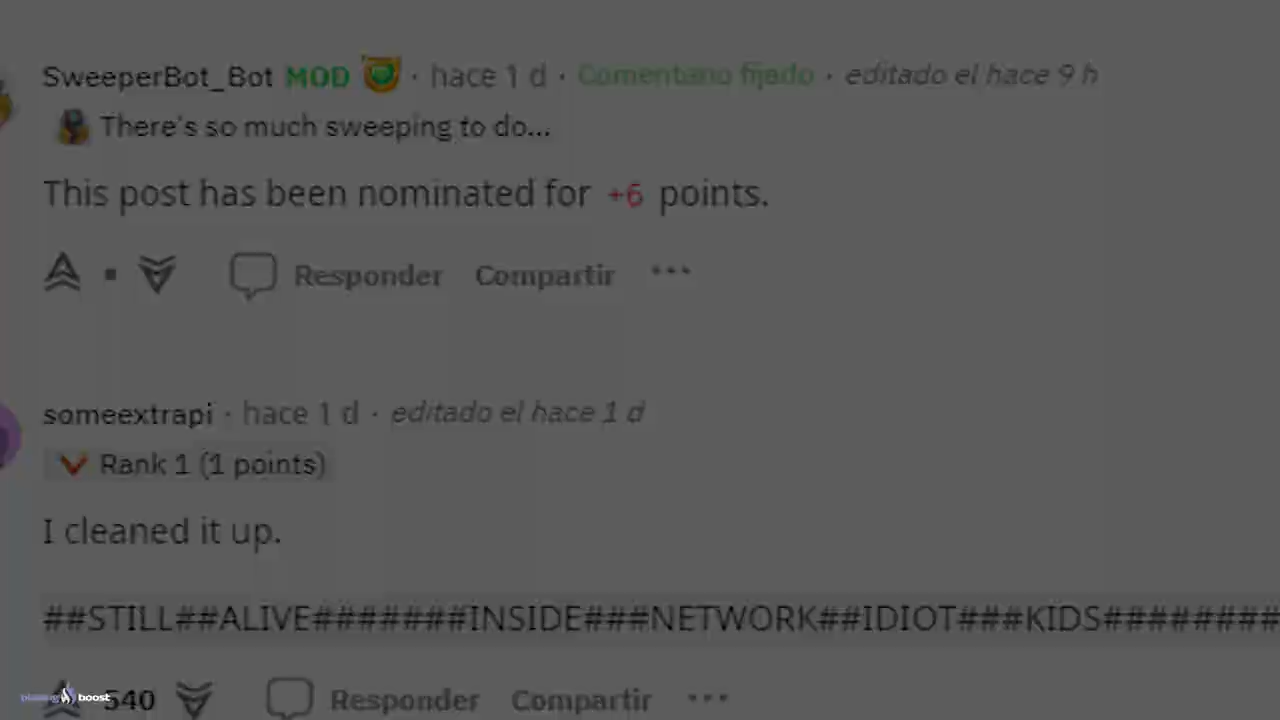 SweeperBot_Bot MOD · hace 1 d · Comentario fijado · editado el hace 9 h
There's so much sweeping to do...
This post has been nominated for +6 points.
Responder Compartir ...
someextrapi · hace 1 d · editado el hace 1 d
Rank 1 (1 points)
I cleaned it up.
##STILL##ALIVE#######INSIDE###NETWORK##IDIOT###KIDS########
540 Responder Compartir ...
boost